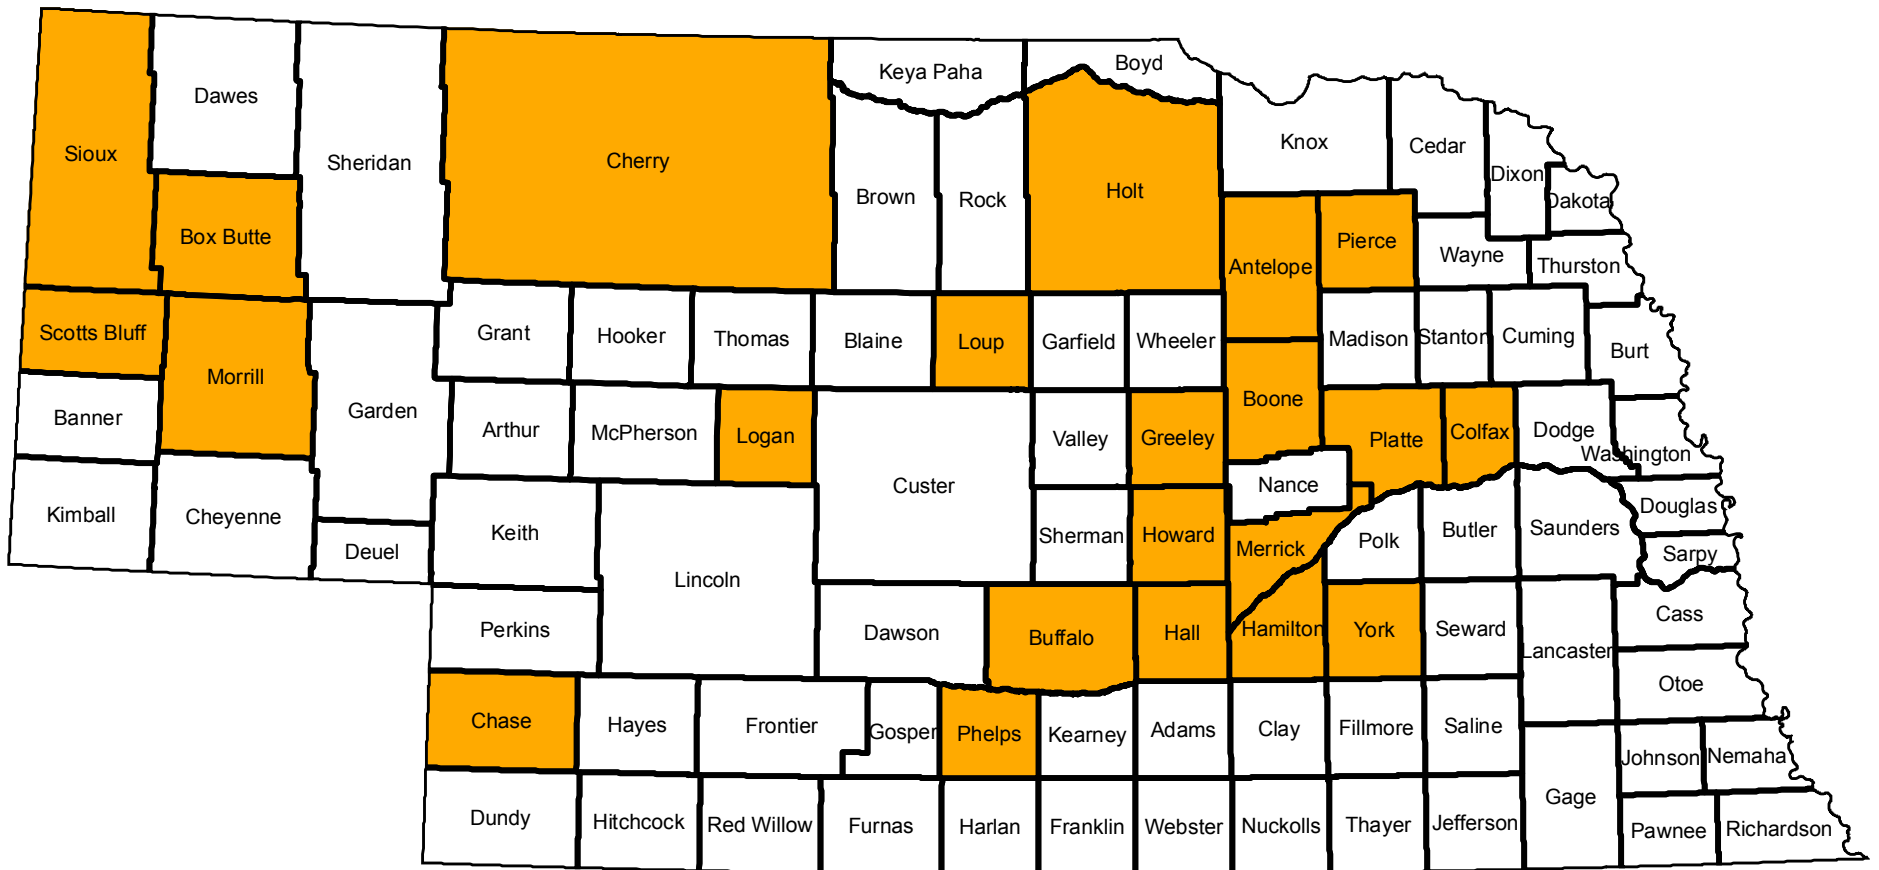 Boyd
Keya Paha
Dawes
Knox
Cedar
Sioux
Sheridan
Cherry
Dixon
Holt
Brown
Rock
Dakota
Box Butte
Pierce
Wayne
Antelope
Thurston
Scotts Bluff
Grant
Hooker
Thomas
Blaine
Loup
Garfield
Wheeler
Madison
Stanton
Cuming
Burt
Morrill
Banner
Garden
Arthur
McPherson
Logan
Valley
Greeley
Boone
Platte
Colfax
Dodge
Washington
Kimball
Cheyenne
Custer
Nance
Douglas
Deuel
Keith
Lincoln
Sherman
Howard
Merrick
Polk
Butler
Saunders
Sarpy
Perkins
Dawson
Buffalo
Hall
Hamilton
York
Seward
Lancaster
Cass
Otoe
Chase
Hayes
Frontier
Gosper
Phelps
Kearney
Adams
Clay
Fillmore
Saline
Johnson
Nemaha
Dundy
Hitchcock
Red Willow
Furnas
Harlan
Franklin
Webster
Nuckolls
Thayer
Jefferson
Gage
Pawnee
Richardson